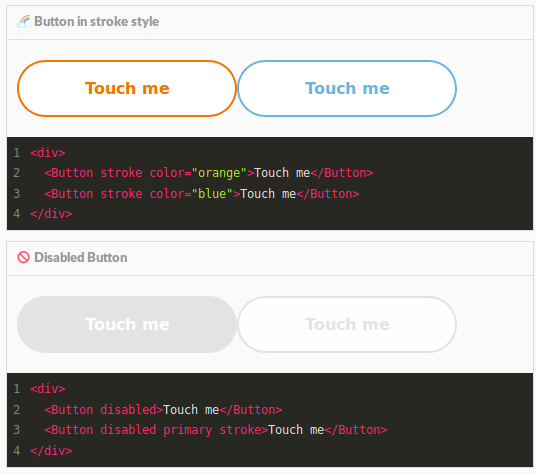 🌈 Button in stroke style
Touch me Touch me
1 <div>
2   <Button stroke color="orange">Touch me</Button>
3   <Button stroke color="blue">Touch me</Button>
4 </div>
🚫 Disabled Button
Touch me Touch me
1 <div>
2   <Button disabled>Touch me</Button>
3   <Button disabled primary stroke>Touch me</Button>
4 </div>